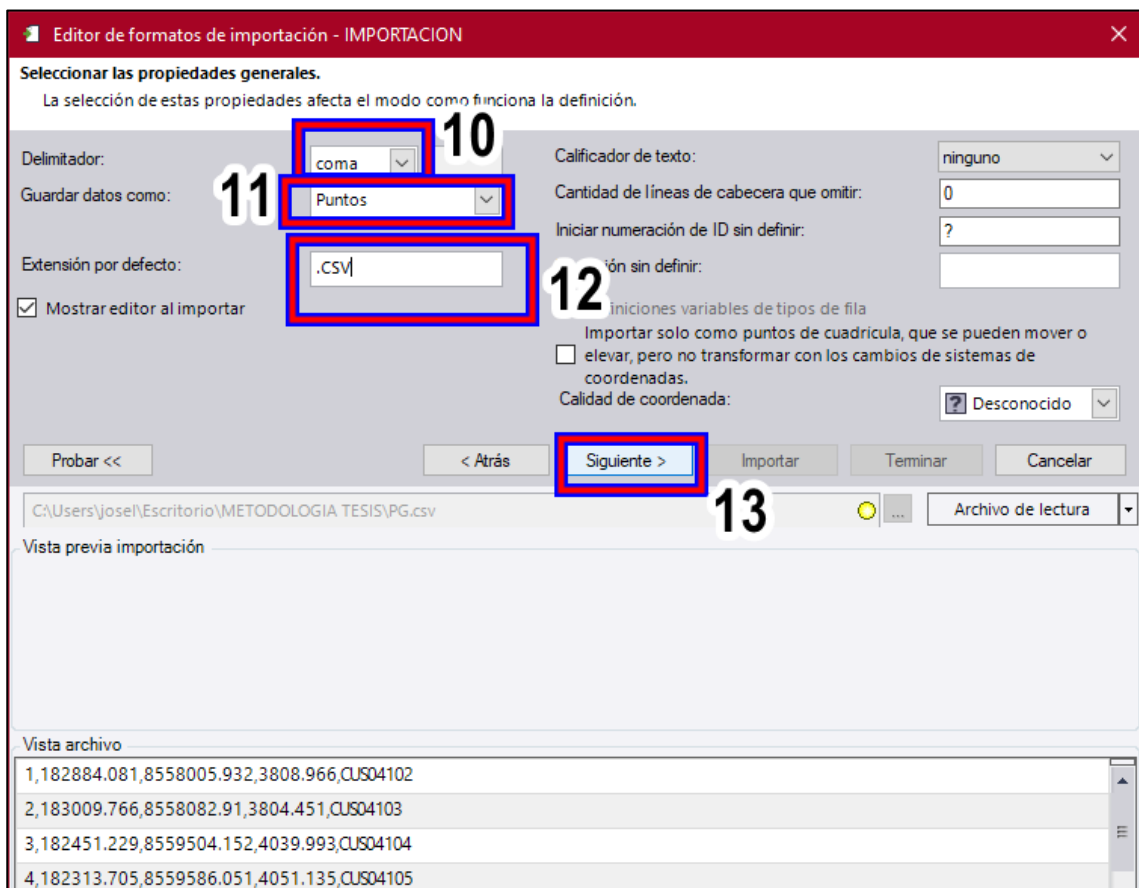 Editor de formatos de importación - IMPORTACION
Seleccionar las propiedades generales.
La selección de estas propiedades afecta el modo como funciona la definición.
Delimitador:
coma
10
Guardar datos como:
11
Puntos
Extensión por defecto:
.CSV
12
Mostrar editor al importar
Calificador de texto:
ninguno
Cantidad de líneas de cabecera que omitir:
0
Iniciar numeración de ID sin definir:
?
sin definir:
variables de tipos de fila
Importar solo como puntos de cuadrícula, que se pueden mover o
elevar, pero no transformar con los cambios de sistemas de
coordenadas.
Calidad de coordenada:
? Desconocido
Probar <<
< Atrás
Siguiente >
Importar
Terminar
Cancelar
13
C:\Users\josel\Escritorio\METODOLOGIA TESIS\PG.csv
...
Archivo de lectura
Vista previa importación
Vista archivo
1,182884.081,8558005.932,3808.966,CUS04102
2,183009.766,8558082.91,3804.451,CUS04103
3,182451.229,8559504.152,4039.993,CUS04104
4,182313.705,8559586.051,4051.135,CUS04105